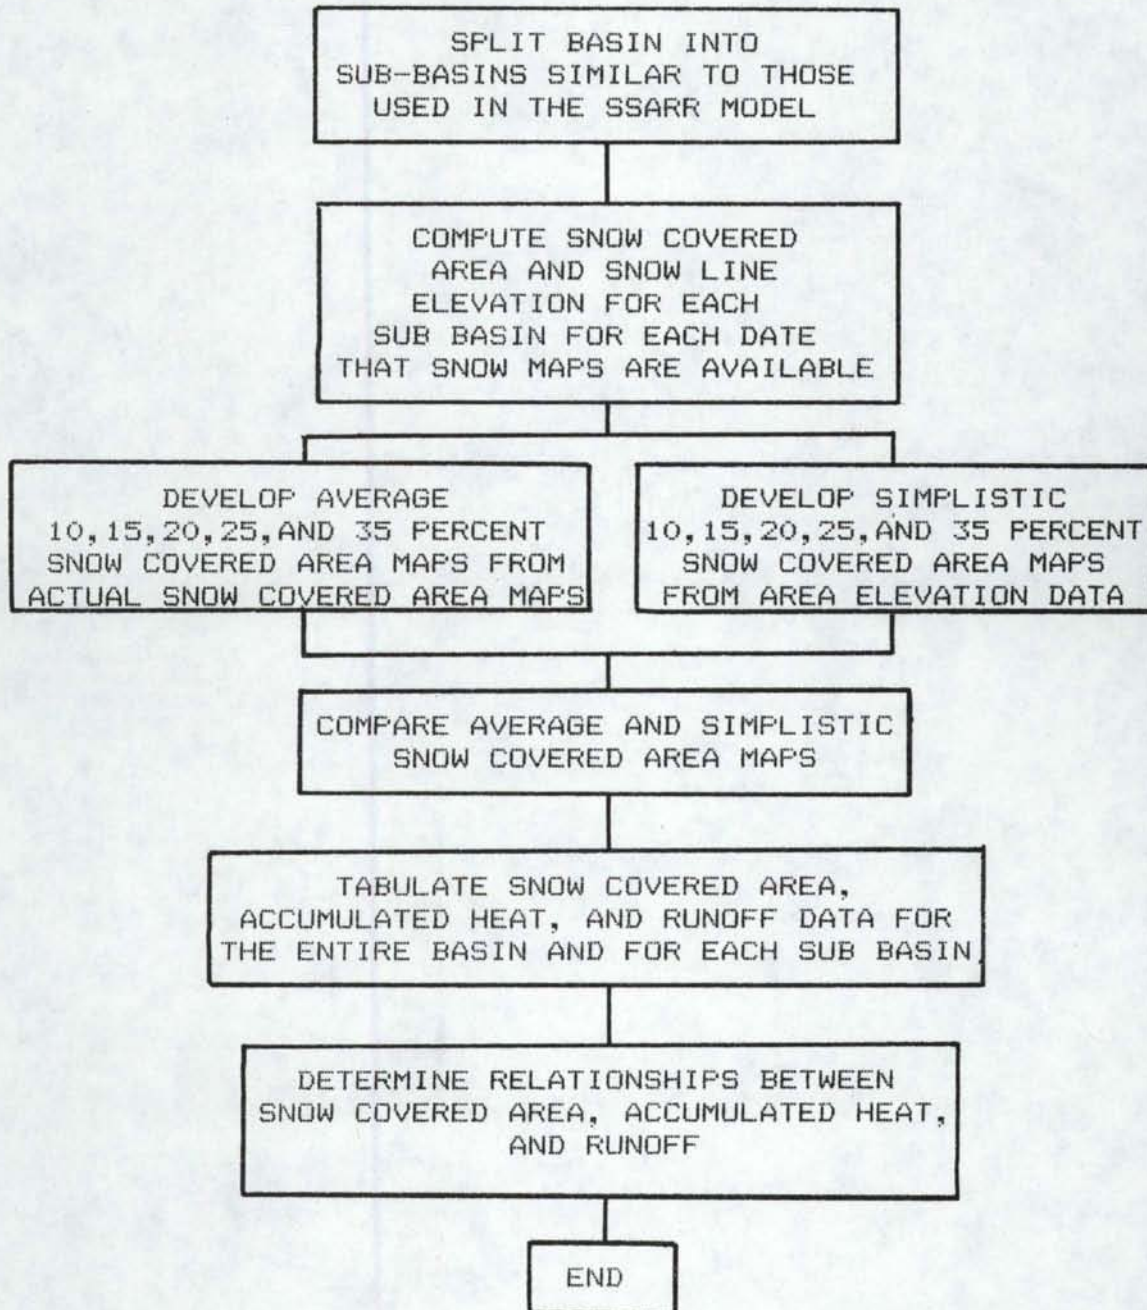 SPLIT BASIN INTO
SUB-BASINS SIMILAR TO THOSE
USED IN THE SSARR MODEL
COMPUTE SNOW COVERED
AREA AND SNOW LINE
ELEVATION FOR EACH
SUB BASIN FOR EACH DATE
THAT SNOW MAPS ARE AVAILABLE
DEVELOP AVERAGE
10,15,20,25,AND 35 PERCENT
SNOW COVERED AREA MAPS FROM
ACTUAL SNOW COVERED AREA MAPS
DEVELOP SIMPLISTIC
10,15,20,25,AND 35 PERCENT
SNOW COVERED AREA MAPS
FROM AREA ELEVATION DATA
COMPARE AVERAGE AND SIMPLISTIC
SNOW COVERED AREA MAPS
TABULATE SNOW COVERED AREA,
ACCUMULATED HEAT, AND RUNOFF DATA FOR
THE ENTIRE BASIN AND FOR EACH SUB BASIN
DETERMINE RELATIONSHIPS BETWEEN
SNOW COVERED AREA, ACCUMULATED HEAT,
AND RUNOFF
END